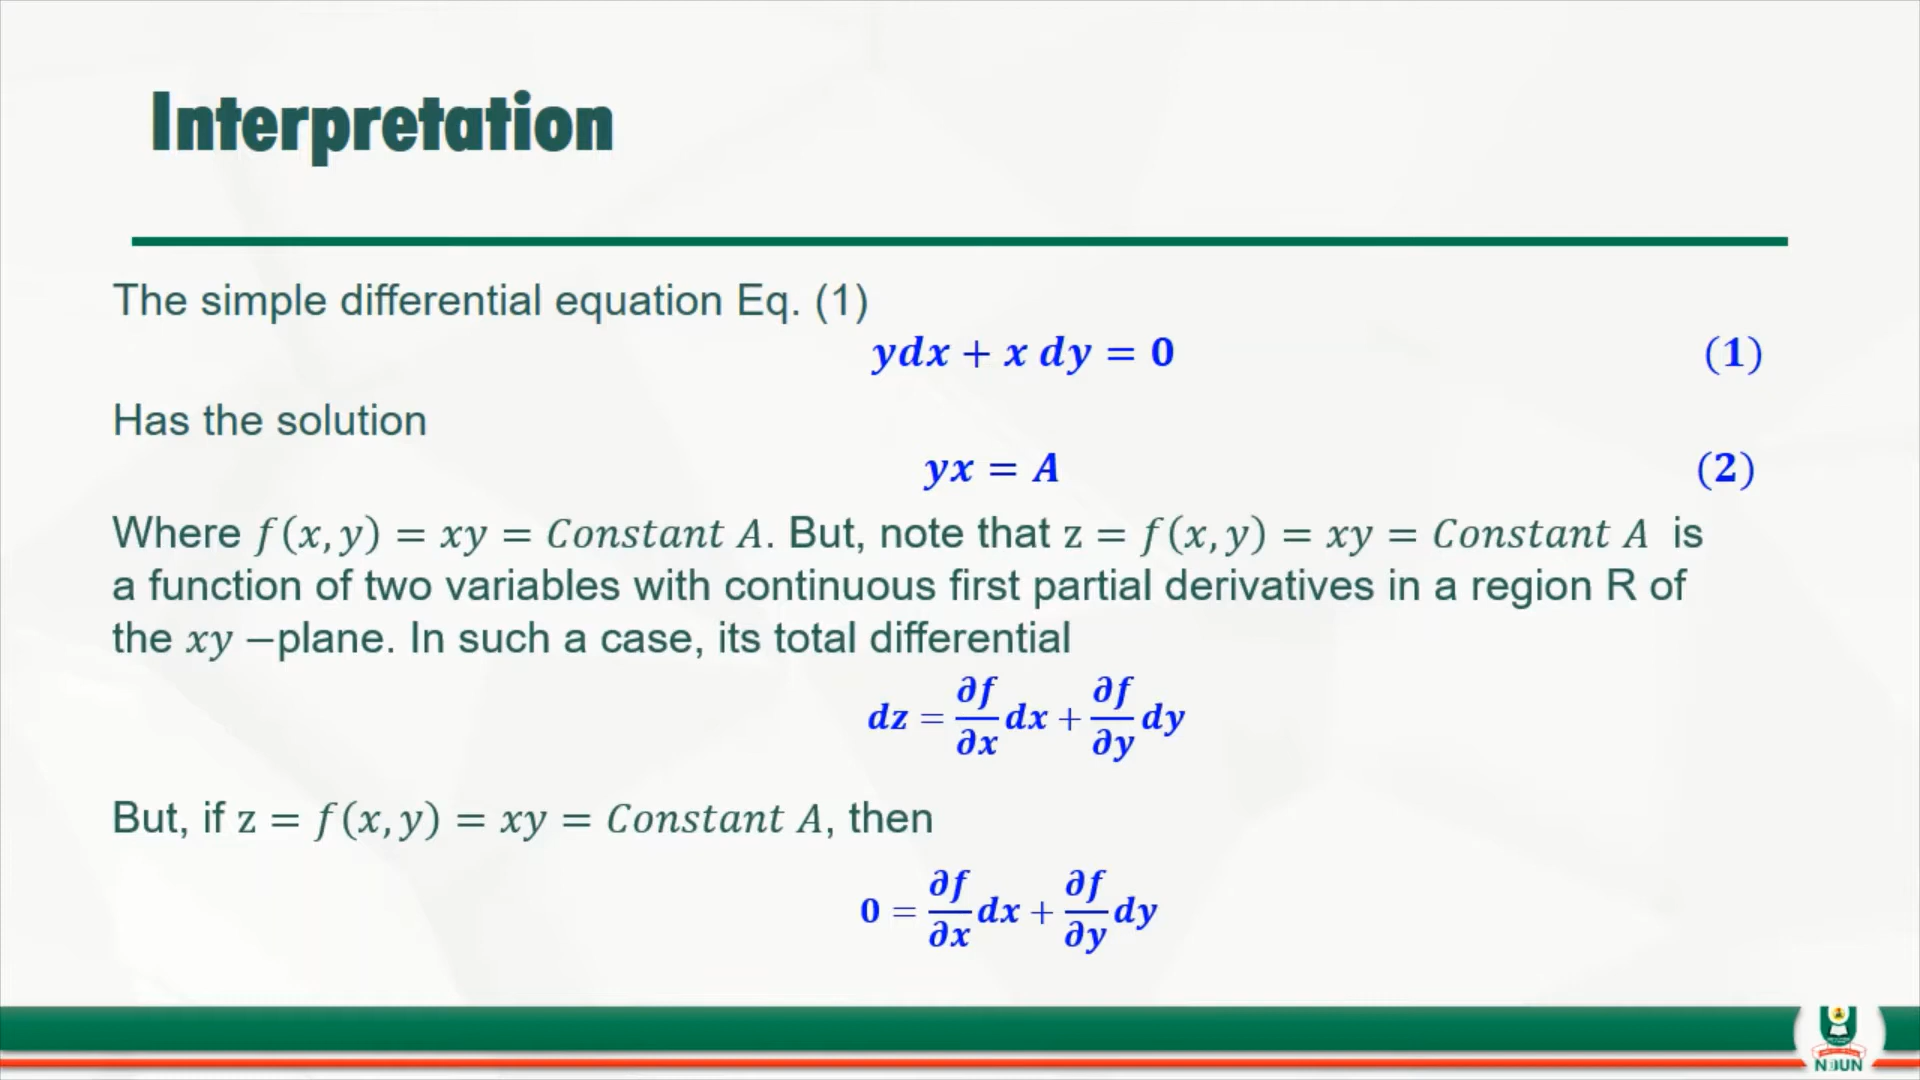 Interpretation
The simple differential equation Eq. (1)
ydx + x dy = 0 (1)
Has the solution
yx = A (2)
Where f(x, y) = xy = Constant A. But, note that z = f(x, y) = xy = Constant A is
a function of two variables with continuous first partial derivatives in a region R of
the xy −plane. In such a case, its total differential
dz = ∂f/∂x dx + ∂f/∂y dy
But, if z = f(x, y) = xy = Constant A, then
0 = ∂f/∂x dx + ∂f/∂y dy
NOUN